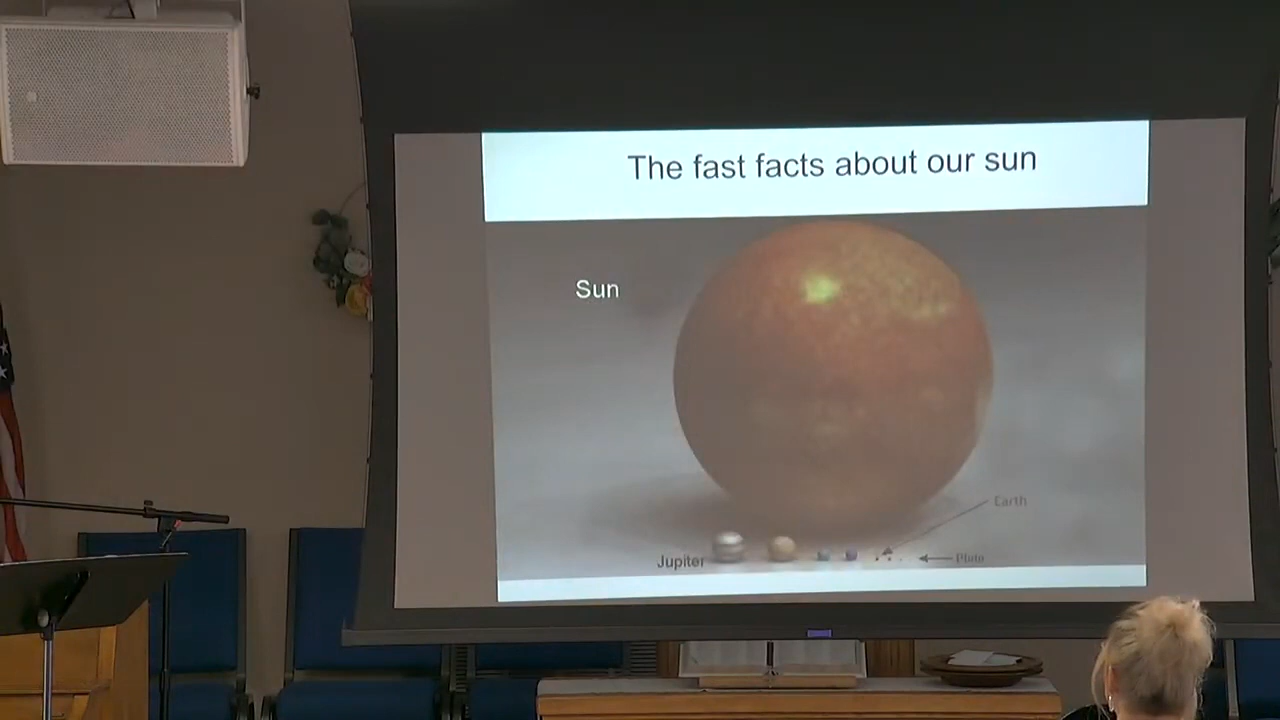 The fast facts about our sun
Sun
Earth
Jupiter
Pluto